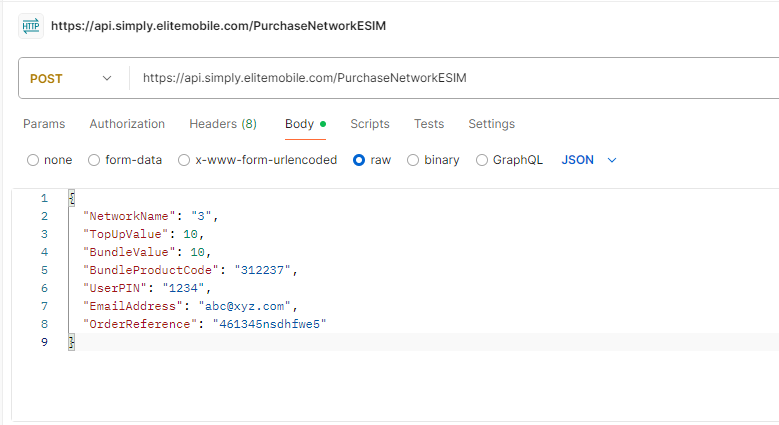 HTTP https://api.simply.elitemobile.com/PurchaseNetworkESIM
POST https://api.simply.elitemobile.com/PurchaseNetworkESIM
Params Authorization Headers (8) Body Scripts Tests Settings
none form-data x-www-form-urlencoded raw binary GraphQL JSON
1 {
2 "NetworkName": "3",
3 "TopUpValue": 10,
4 "BundleValue": 10,
5 "BundleProductCode": "312237",
6 "UserPIN": "1234",
7 "EmailAddress": "abc@xyz.com",
8 "OrderReference": "461345nsdhfwe5"
9 }